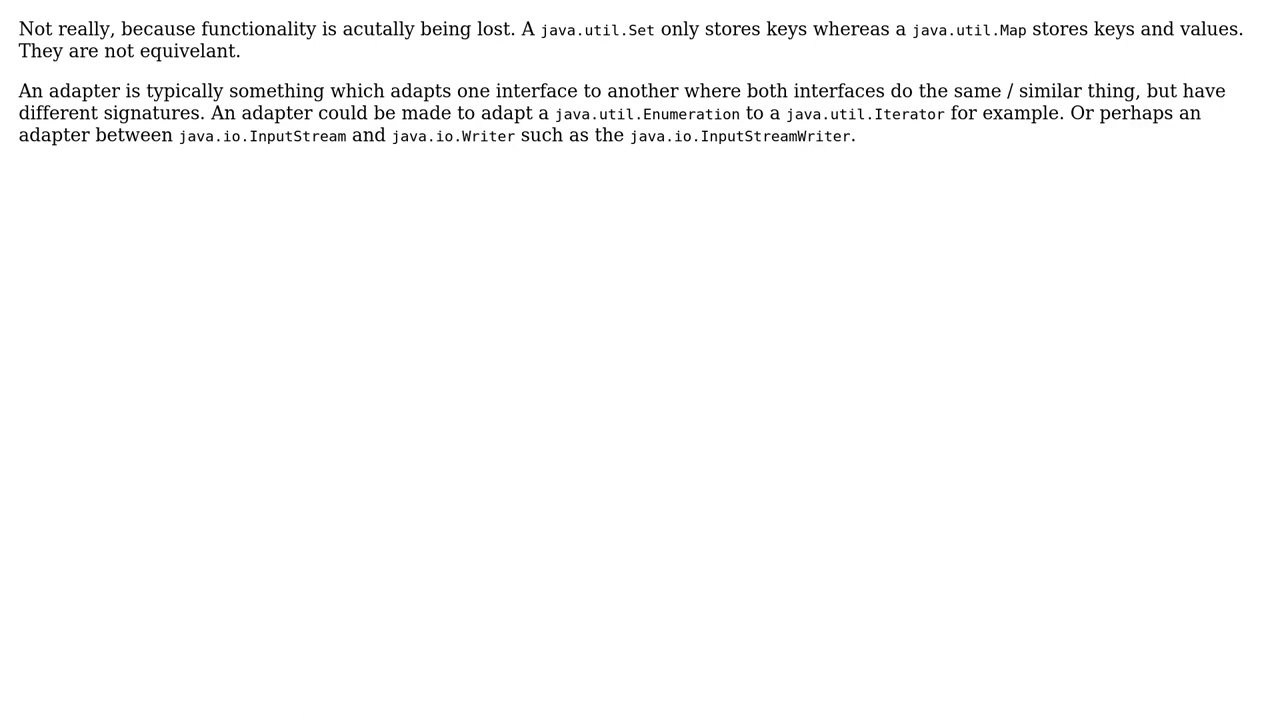 Not really, because functionality is acutally being lost. A java.util.Set only stores keys whereas a java.util.Map stores keys and values.
They are not equivelant.
An adapter is typically something which adapts one interface to another where both interfaces do the same / similar thing, but have
different signatures. An adapter could be made to adapt a java.util.Enumeration to a java.util.Iterator for example. Or perhaps an
adapter between java.io.InputStream and java.io.Writer such as the java.io.InputStreamWriter.